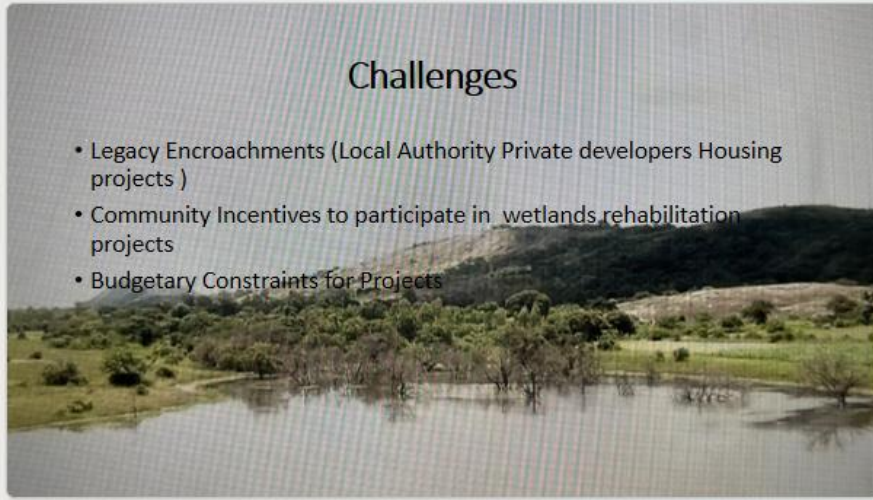 Challenges
• Legacy Encroachments (Local Authority Private developers Housing
projects )
• Community Incentives to participate in  wetlands rehabilitation
projects
• Budgetary Constraints for Projects